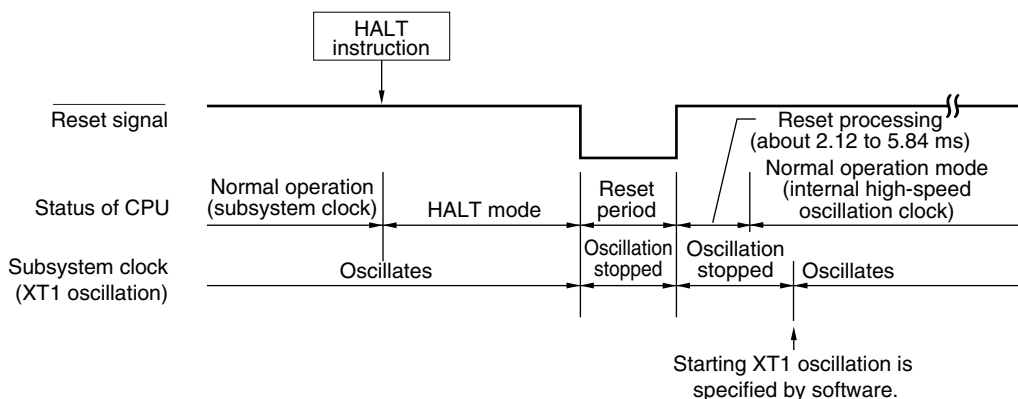 HALT
instruction
Reset signal
Reset processing
(about 2.12 to 5.84 ms)
Status of CPU
Normal operation
(subsystem clock)
HALT mode
Reset
period
Normal operation mode
(internal high-speed
oscillation clock)
Subsystem clock
(XT1 oscillation)
Oscillates
Oscillation
stopped
Oscillation
stopped
Oscillates
Starting XT1 oscillation is
specified by software.